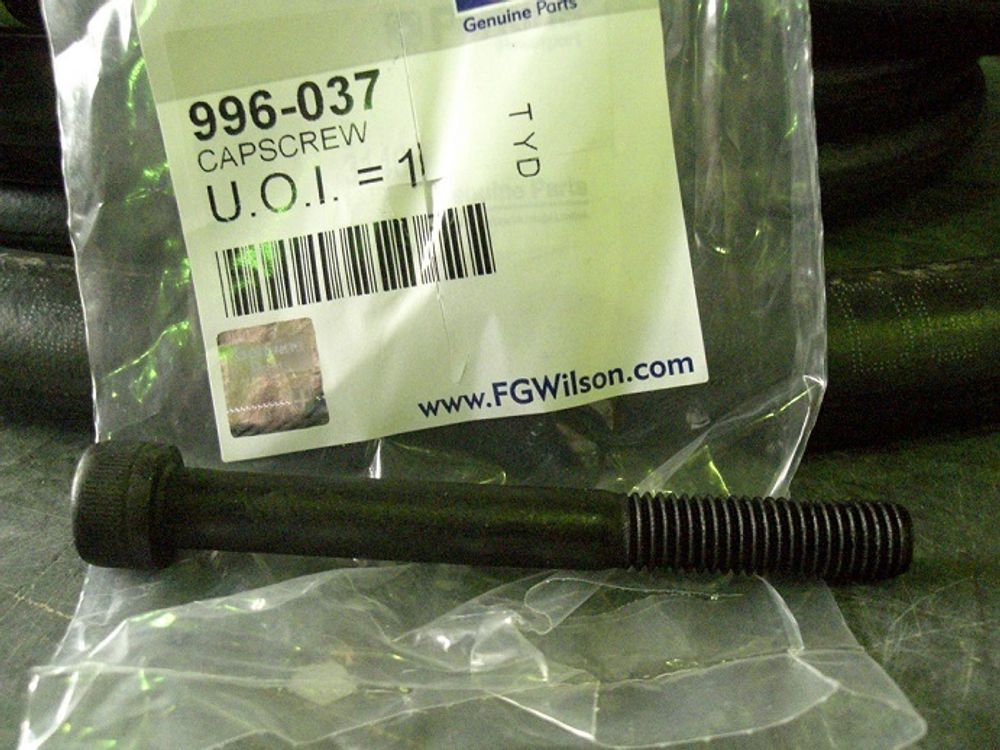 Genuine Parts
996-037
CAPSCREW
U.O.I. = 1
TYD
www.FGWilson.com